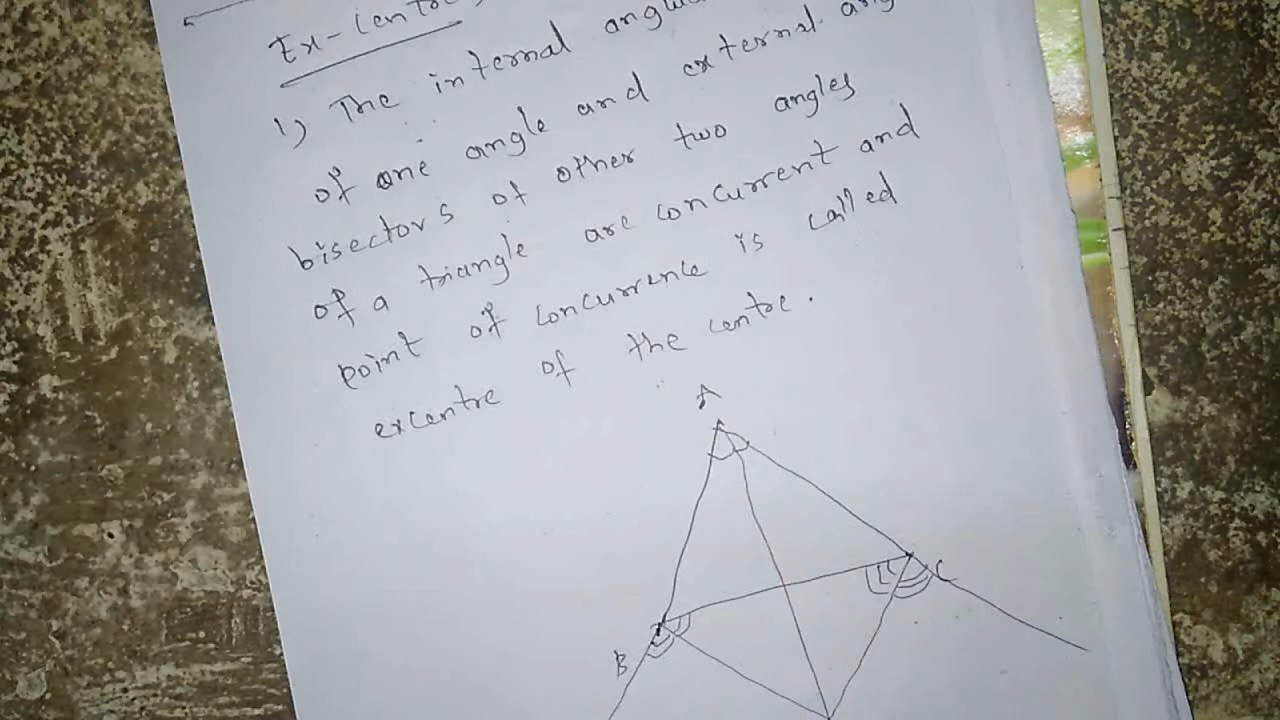 Ex-Centre
1) The internal
of one angle and external
bisectors of other two angles
of a triangle are concurrent and
point of concurrence is called
excentre of the centre.
A
B
C